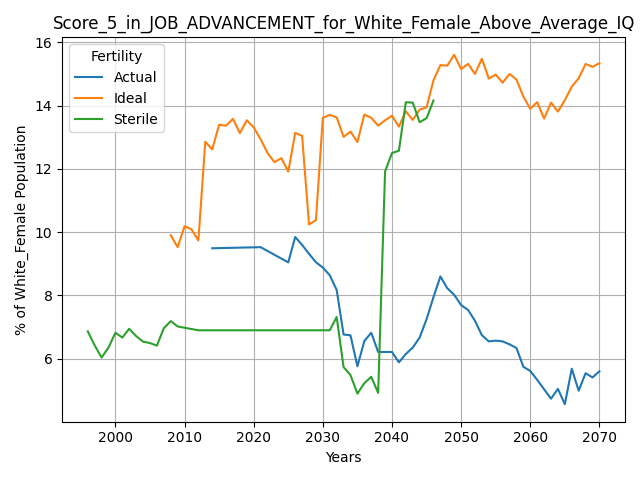 Score_5_in_JOB_ADVANCEMENT_for_White_Female_Above_Average_IQ
16
14
12
10
8
6
% of White_Female Population
Fertility
Actual
Ideal
Sterile
2000
2010
2020
2030
2040
2050
2060
2070
Years